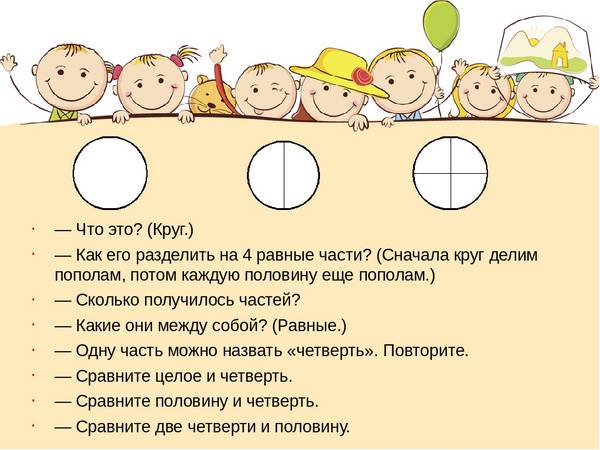 — Что это? (Круг.)
— Как его разделить на 4 равные части? (Сначала круг делим
пополам, потом каждую половину еще пополам.)
— Сколько получилось частей?
— Какие они между собой? (Равные.)
— Одну часть можно назвать «четверть». Повторите.
— Сравните целое и четверть.
— Сравните половину и четверть.
— Сравните две четверти и половину.